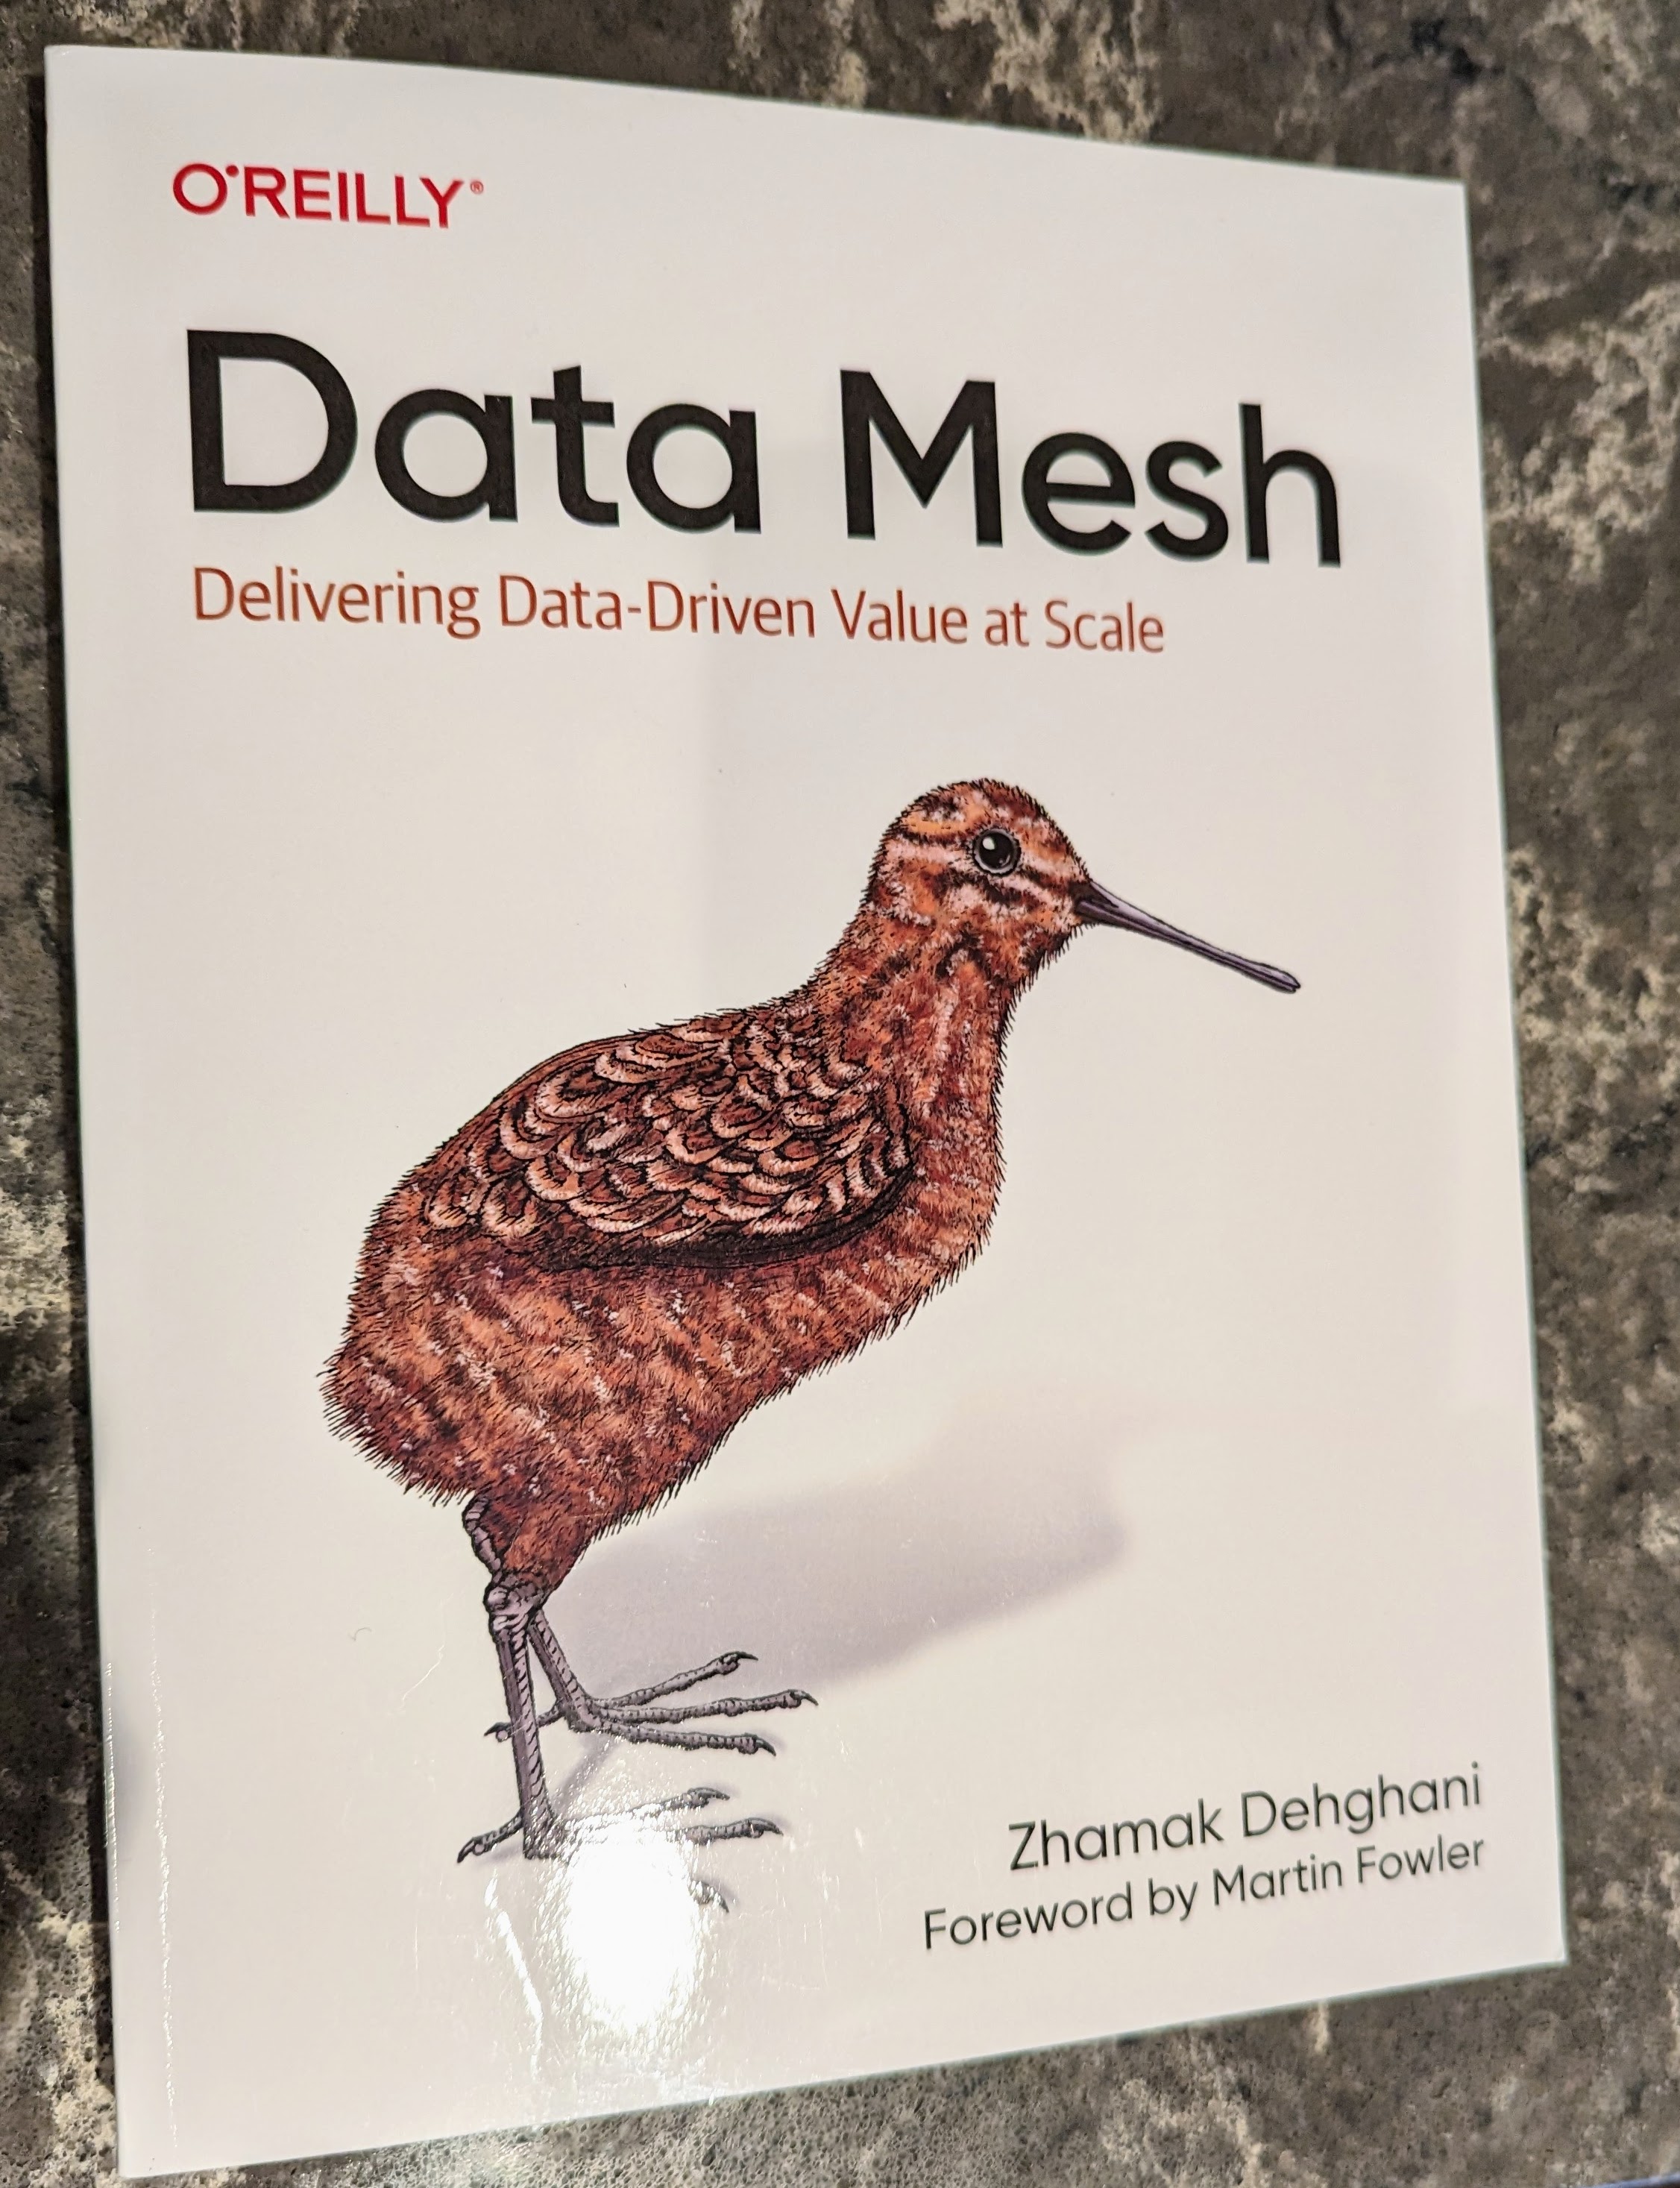 O'REILLY®
Data Mesh
Delivering Data-Driven Value at Scale
Zhamak Dehghani
Foreword by Martin Fowler